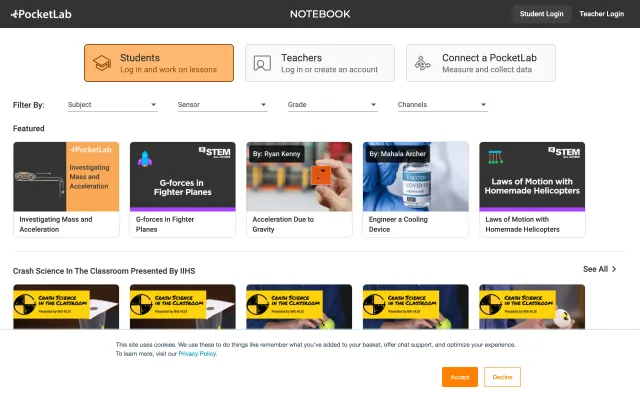 PocketLab
NOTEBOOK
Student Login
Teacher Login
Students
Log in and work on lessons
Teachers
Log in or create an account
Connect a PocketLab
Measure and collect data
Filter By:
Subject
Sensor
Grade
Channels
Featured
PocketLab
Investigating
Mass and
Acceleration
Investigating Mass and
Acceleration
STEM
G-forces in
Fighter Planes
G-forces in Fighter
Planes
By: Ryan Kenny
Acceleration Due to
Gravity
By: Mahala Archer
Vaccine
COVID-19
Engineer a Cooling
Device
STEM
Laws of Motion with
Homemade Helicopters
Laws of Motion with
Homemade Helicopters
Crash Science In The Classroom Presented By IIHS
See All
Crash Science
in the Classroom
Presented by IIHS-HLDI
Crash Science
in the Classroom
Presented by IIHS-HLDI
Crash Science
in the Classroom
Presented by IIHS-HLDI
Crash Science
in the Classroom
Presented by IIHS-HLDI
Crash Science
in the Classroom
Presented by IIHS-HLDI
This site uses cookies. We use these to do things like remember what you've added to your basket, offer chat support, and optimize your experience.
To learn more, visit our Privacy Policy.
Accept
Decline